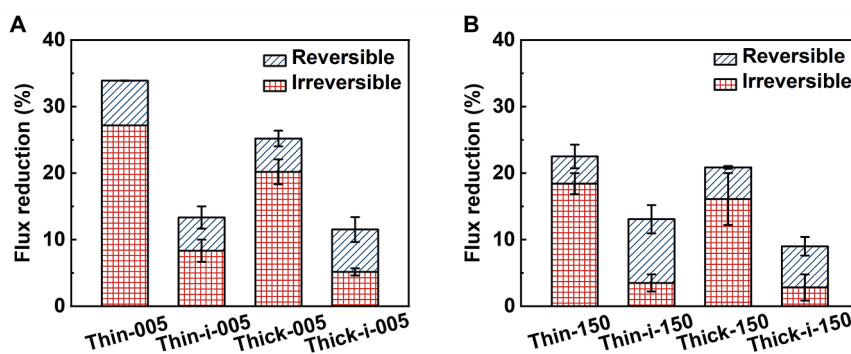 A
Flux reduction (%)
40
30
20
10
0
Reversible
Irreversible
Thin-005
Thin-i-005
Thick-005
Thick-i-005
B
Flux reduction (%)
40
30
20
10
0
Reversible
Irreversible
Thin-150
Thin-i-150
Thick-150
Thick-i-150